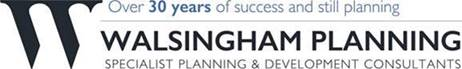 Over 30 years of success and still planning
W WALSINGHAM PLANNING
SPECIALIST PLANNING & DEVELOPMENT CONSULTANTS